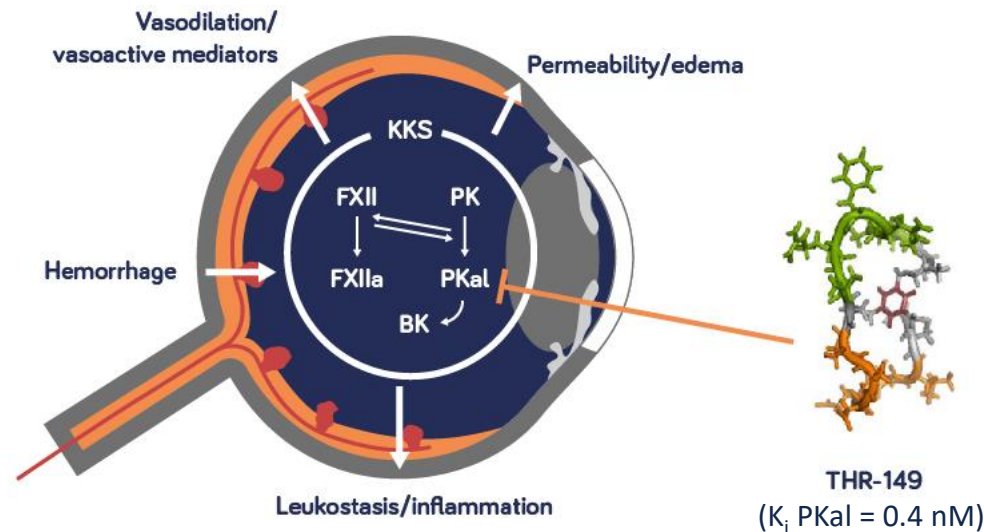 Vasodilation/
vasoactive mediators
Permeability/edema
KKS
FXII
PK
Hemorrhage
FXIIa
PKal
BK
Leukostasis/inflammation
THR-149
(Ki PKal = 0.4 nM)